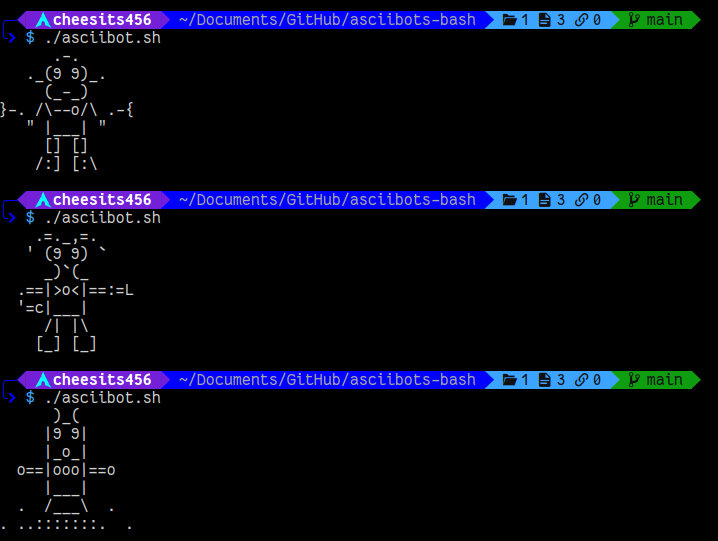 cheesits456 ~/Documents/GitHub/asciibots-bash 1 3 0 main
$ ./asciibot.sh
      .-.
   ._(9 9)_.
     (_-_)
}-. /\--o/\ .-{
   " |___| "
     [] []
    /:] [:\
cheesits456 ~/Documents/GitHub/asciibots-bash 1 3 0 main
$ ./asciibot.sh
    .=._,=.
   ' (9 9) `
     _)`(_
  .==|>o<|==:=L
  '=c|___|
     /| |\
    [_] [_]
cheesits456 ~/Documents/GitHub/asciibots-bash 1 3 0 main
$ ./asciibot.sh
      )_(
     |9 9|
     |_o_|
  o==|ooo|==o
     |___|
  .  /___\  .
. ..:::::::.  .